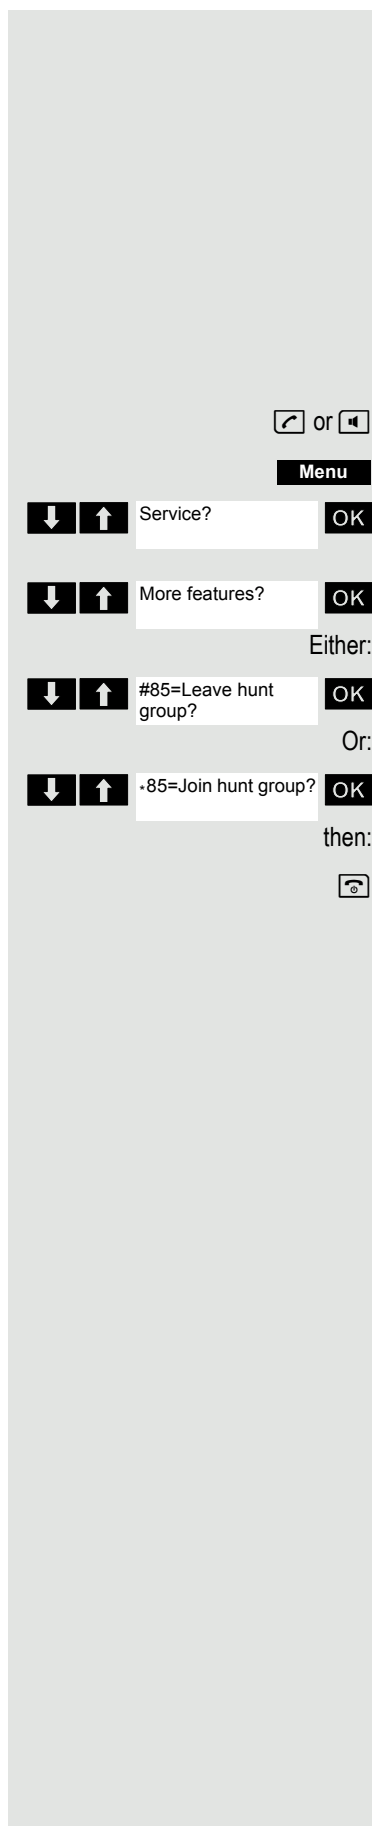 or
Menu
Service? OK
More features? OK
Either:
#85=Leave hunt OK
group?
Or:
*85=Join hunt group? OK
then: